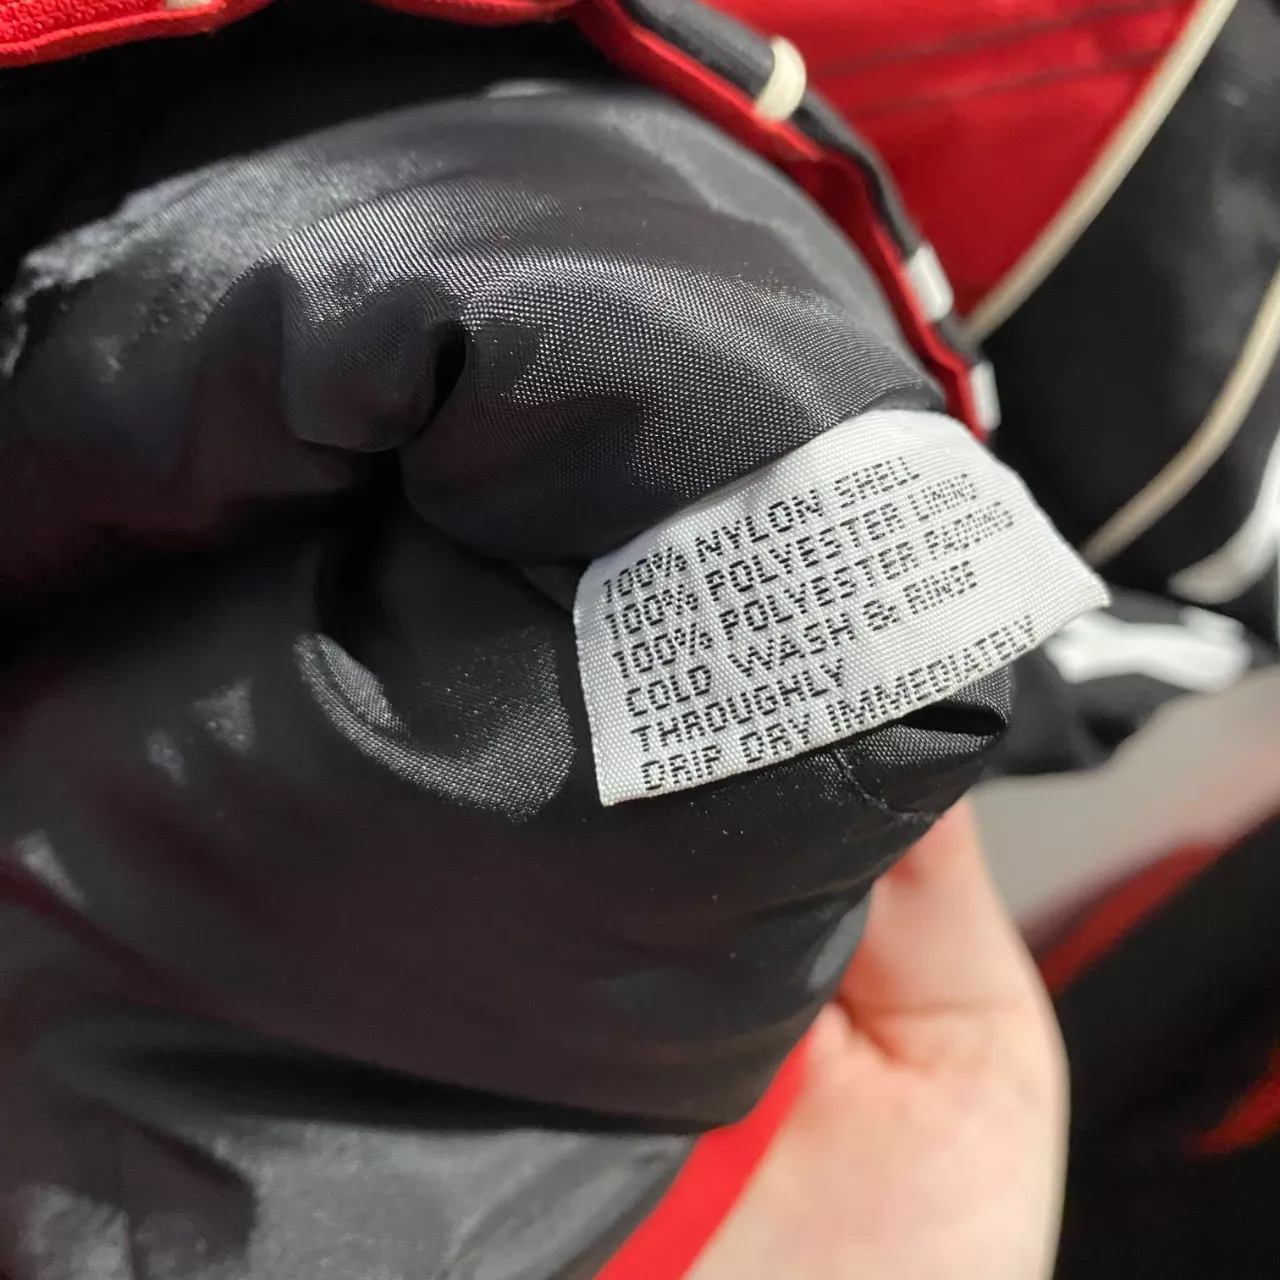 100% NYLON SHELL
100% POLYESTER LINING
100% POLYESTER PADDING
COLD WASH & RINSE
THROUGHLY
DRIP DRY IMMEDIATELY